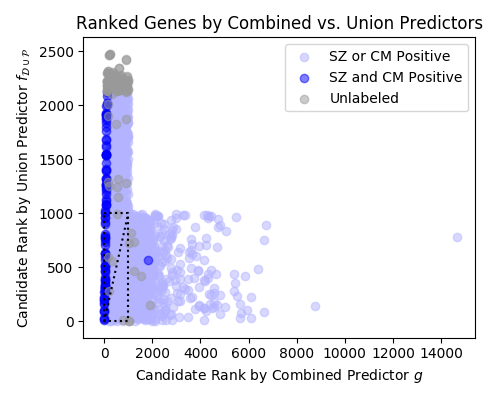 Ranked Genes by Combined vs. Union Predictors
SZ or CM Positive
SZ and CM Positive
Unlabeled
Candidate Rank by Union Predictor f_{D∪P}
2500
2000
1500
1000
500
0
0 2000 4000 6000 8000 10000 12000 14000
Candidate Rank by Combined Predictor g